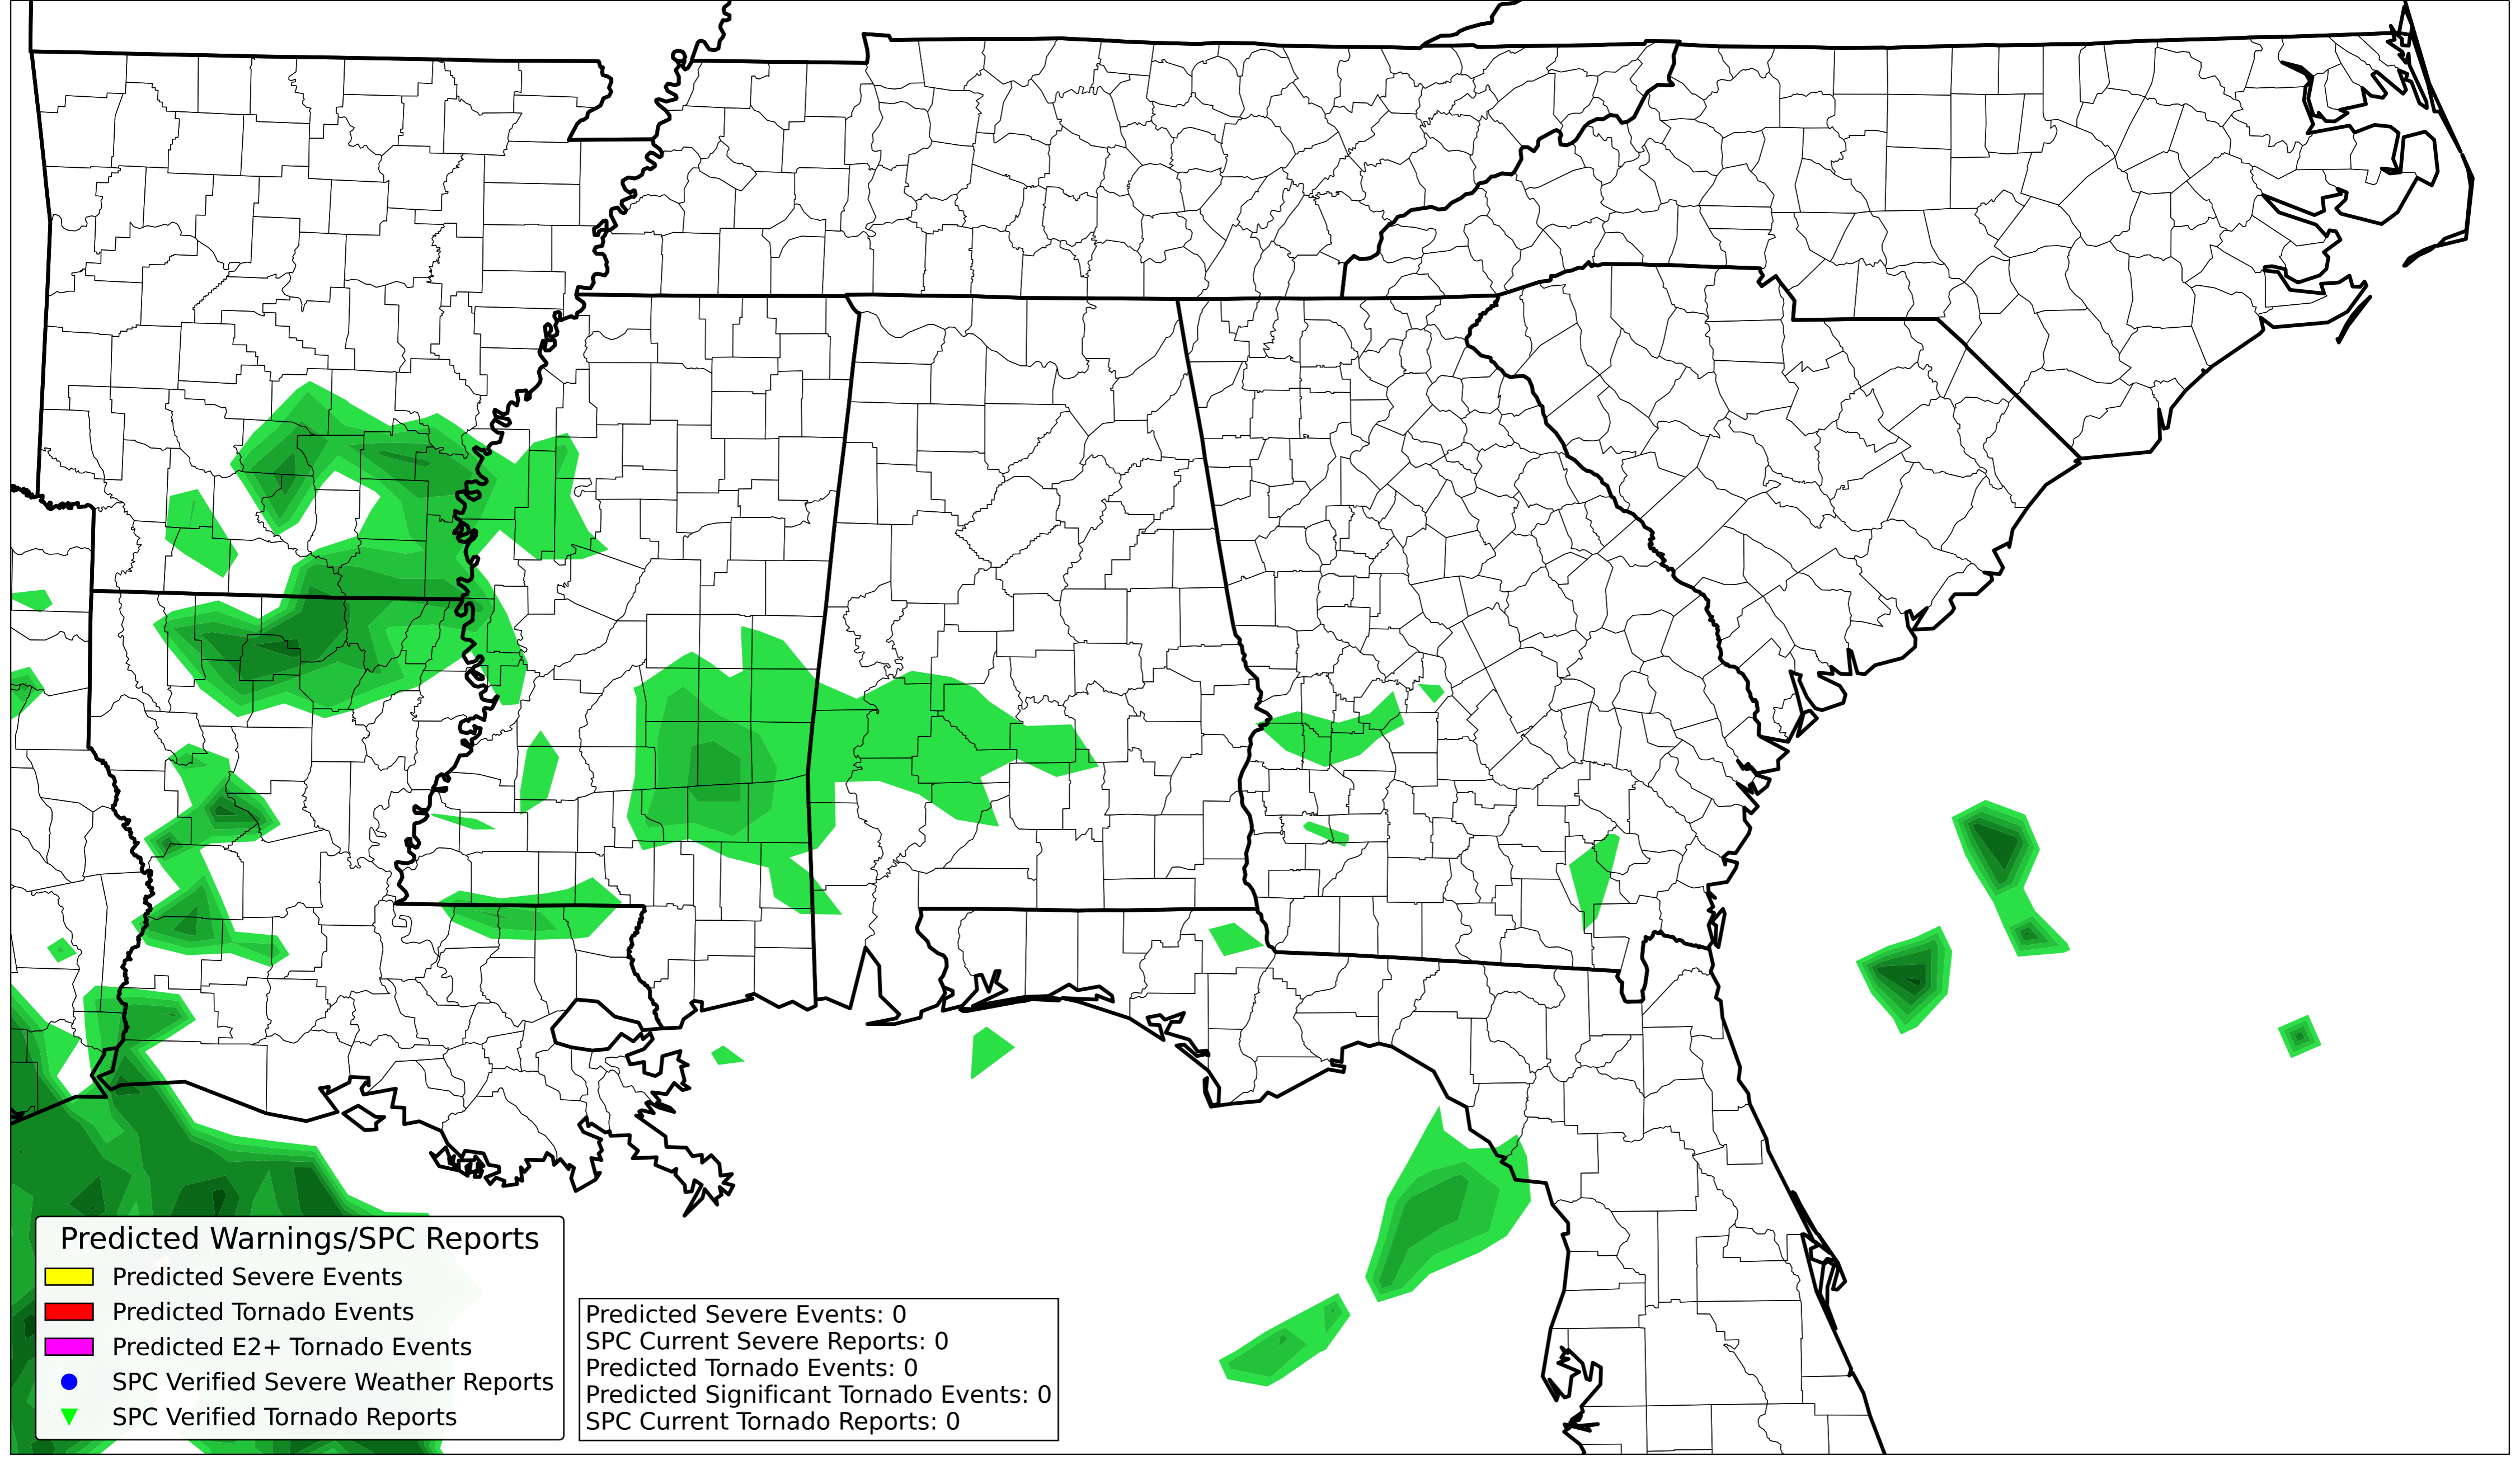 Predicted Warnings/SPC Reports
Predicted Severe Events
Predicted Tornado Events
Predicted E2+ Tornado Events
SPC Verified Severe Weather Reports
SPC Verified Tornado Reports
Predicted Severe Events: 0
SPC Current Severe Reports: 0
Predicted Tornado Events: 0
Predicted Significant Tornado Events: 0
SPC Current Tornado Reports: 0